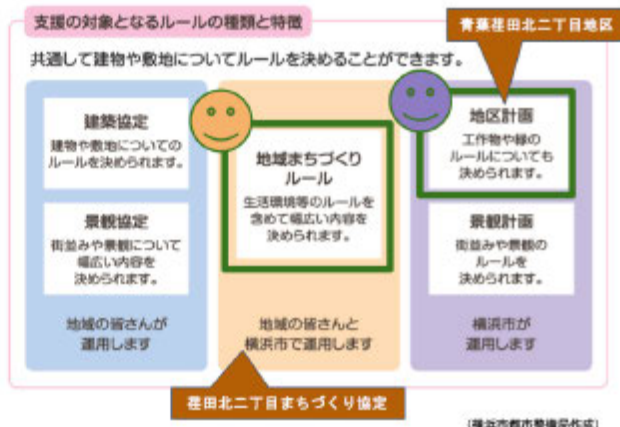 支援の対象となるルールの種類と特徴
青葉荏田北二丁目地区
共通して建物や敷地についてルールを決めることができます。
建築協定
建物や敷地についての
ルールを決められます。
景観協定
街並みや景観について
幅広い内容を
決められます。
地域の皆さんが
運用します
地域まちづくり
ルール
生活環境等のルールを
含めて幅広い内容を
決められます。
地域の皆さんと
横浜市で運用します
地区計画
工作物や緑の
ルールについても
決められます。
景観計画
街並みや景観の
ルールを
決められます。
横浜市が
運用します
荏田北二丁目まちづくり協定
(横浜市都市整備局作成)